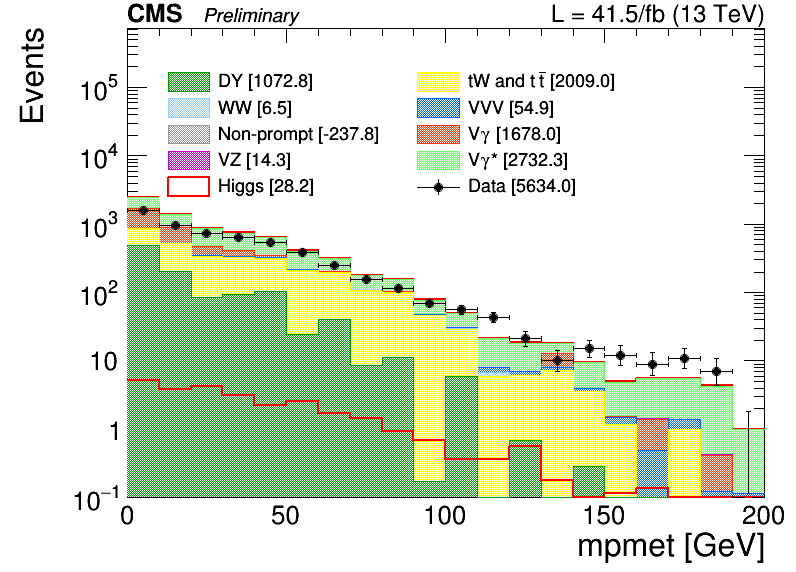 CMS Preliminary L = 41.5/fb (13 TeV)
Events
DY [1072.8] tW and tt̅ [2009.0]
WW [6.5] VVV [54.9]
Non-prompt [-237.8] Vγ [1678.0]
VZ [14.3] Vγ* [2732.3]
Higgs [28.2] Data [5634.0]
10⁵
10⁴
10³
10²
10
1
10⁻¹
0 50 100 150 200
mpmet [GeV]